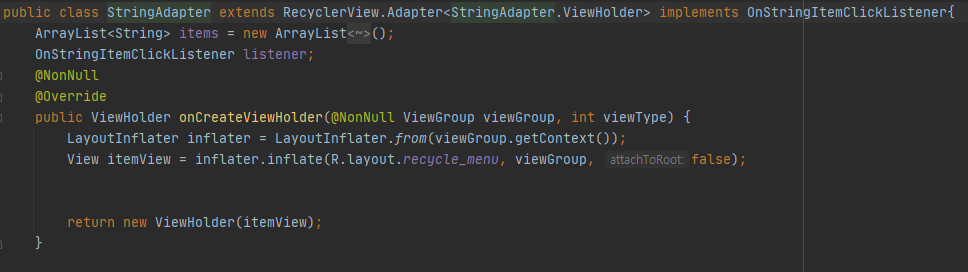 public class StringAdapter extends RecyclerView.Adapter<StringAdapter.ViewHolder> implements OnStringItemClickListener{
ArrayList<String> items = new ArrayList<~>();
OnStringItemClickListener listener;
@NonNull
@Override
public ViewHolder onCreateViewHolder(@NonNull ViewGroup viewGroup, int viewType) {
LayoutInflater inflater = LayoutInflater.from(viewGroup.getContext());
View itemView = inflater.inflate(R.layout.recycle_menu, viewGroup, attachToRoot: false);
return new ViewHolder(itemView);
}